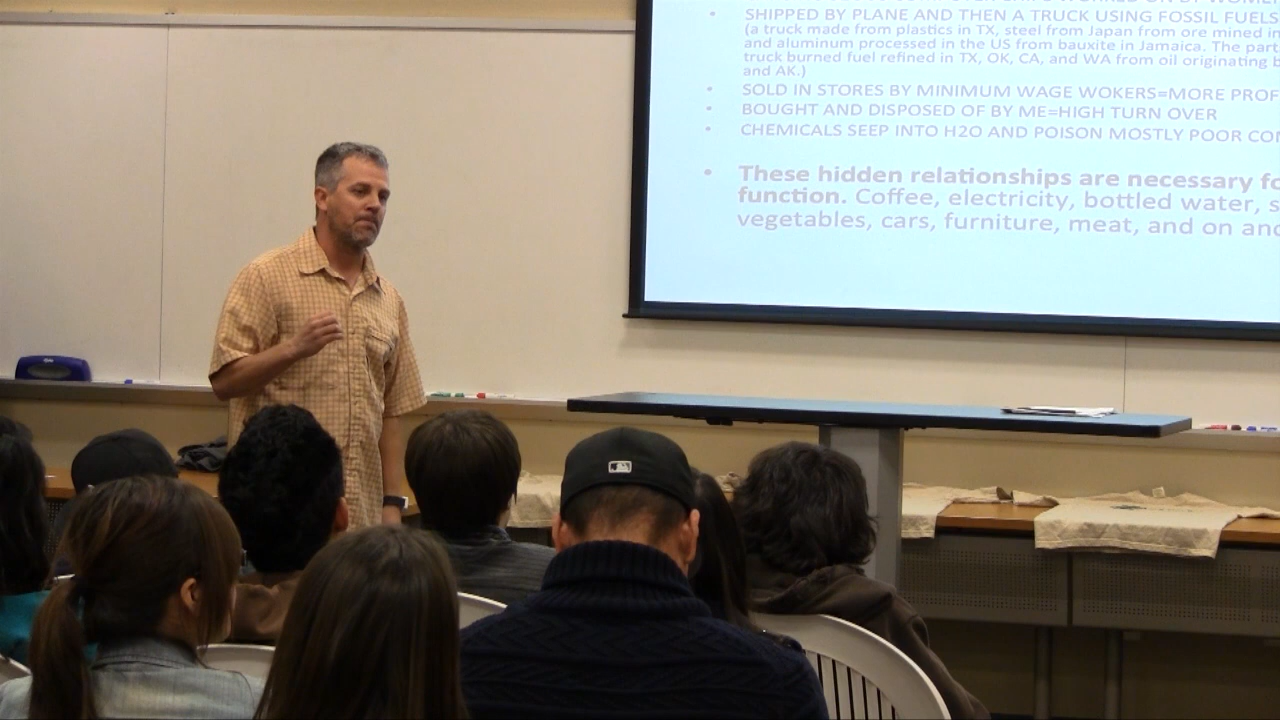 SHIPPED BY PLANE AND THEN A TRUCK USING FOSSIL FUELS
(a truck made from plastics in TX, steel from Japan from ore mined in
and aluminum processed in the US from bauxite in Jamaica. The part
truck burned fuel refined in TX, OK, CA, and WA from oil originating b
and AK.)
SOLD IN STORES BY MINIMUM WAGE WOKERS=MORE PROF
BOUGHT AND DISPOSED OF BY ME=HIGH TURN OVER
CHEMICALS SEEP INTO H2O AND POISON MOSTLY POOR CO
These hidden relationships are necessary fo
function. Coffee, electricity, bottled water, s
vegetables, cars, furniture, meat, and on and